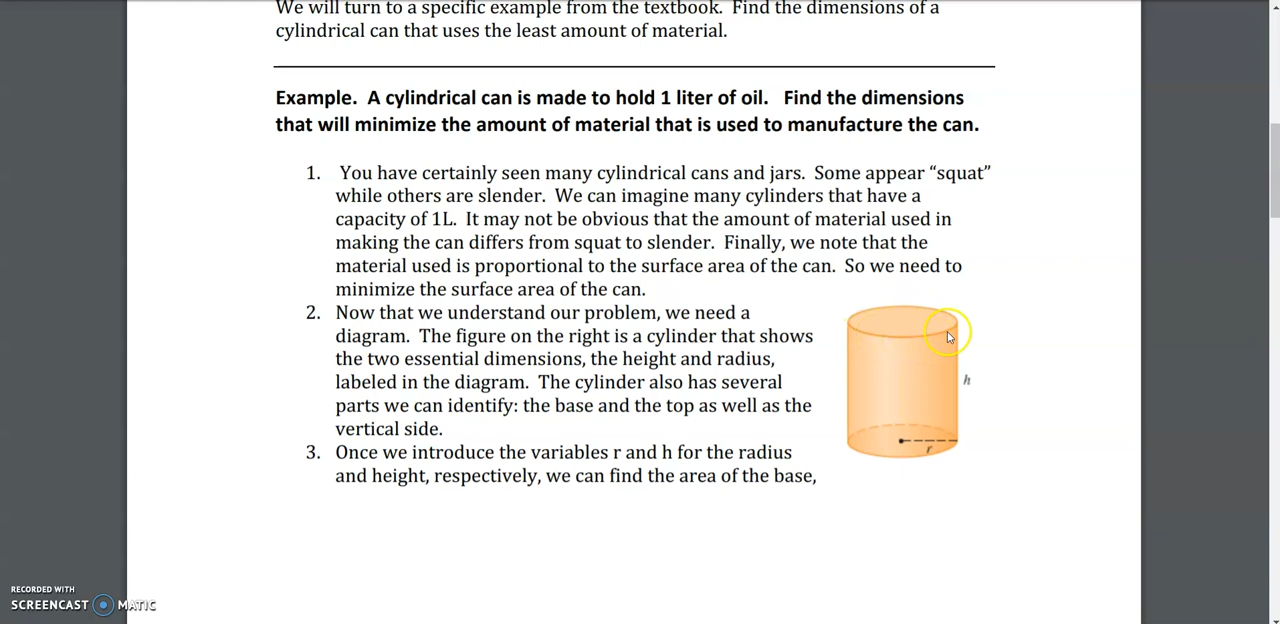 We will turn to a specific example from the textbook.  Find the dimensions of a
cylindrical can that uses the least amount of material.
Example.  A cylindrical can is made to hold 1 liter of oil.   Find the dimensions
that will minimize the amount of material that is used to manufacture the can.
1.   You have certainly seen many cylindrical cans and jars.  Some appear “squat”
while others are slender.  We can imagine many cylinders that have a
capacity of 1L.  It may not be obvious that the amount of material used in
making the can differs from squat to slender.  Finally, we note that the
material used is proportional to the surface area of the can.  So we need to
minimize the surface area of the can.
2.  Now that we understand our problem, we need a
diagram.  The figure on the right is a cylinder that shows
the two essential dimensions, the height and radius,
labeled in the diagram.  The cylinder also has several
parts we can identify: the base and the top as well as the
vertical side.
3.  Once we introduce the variables r and h for the radius
and height, respectively, we can find the area of the base,
h
r
RECORDED WITH
SCREENCAST MATIC